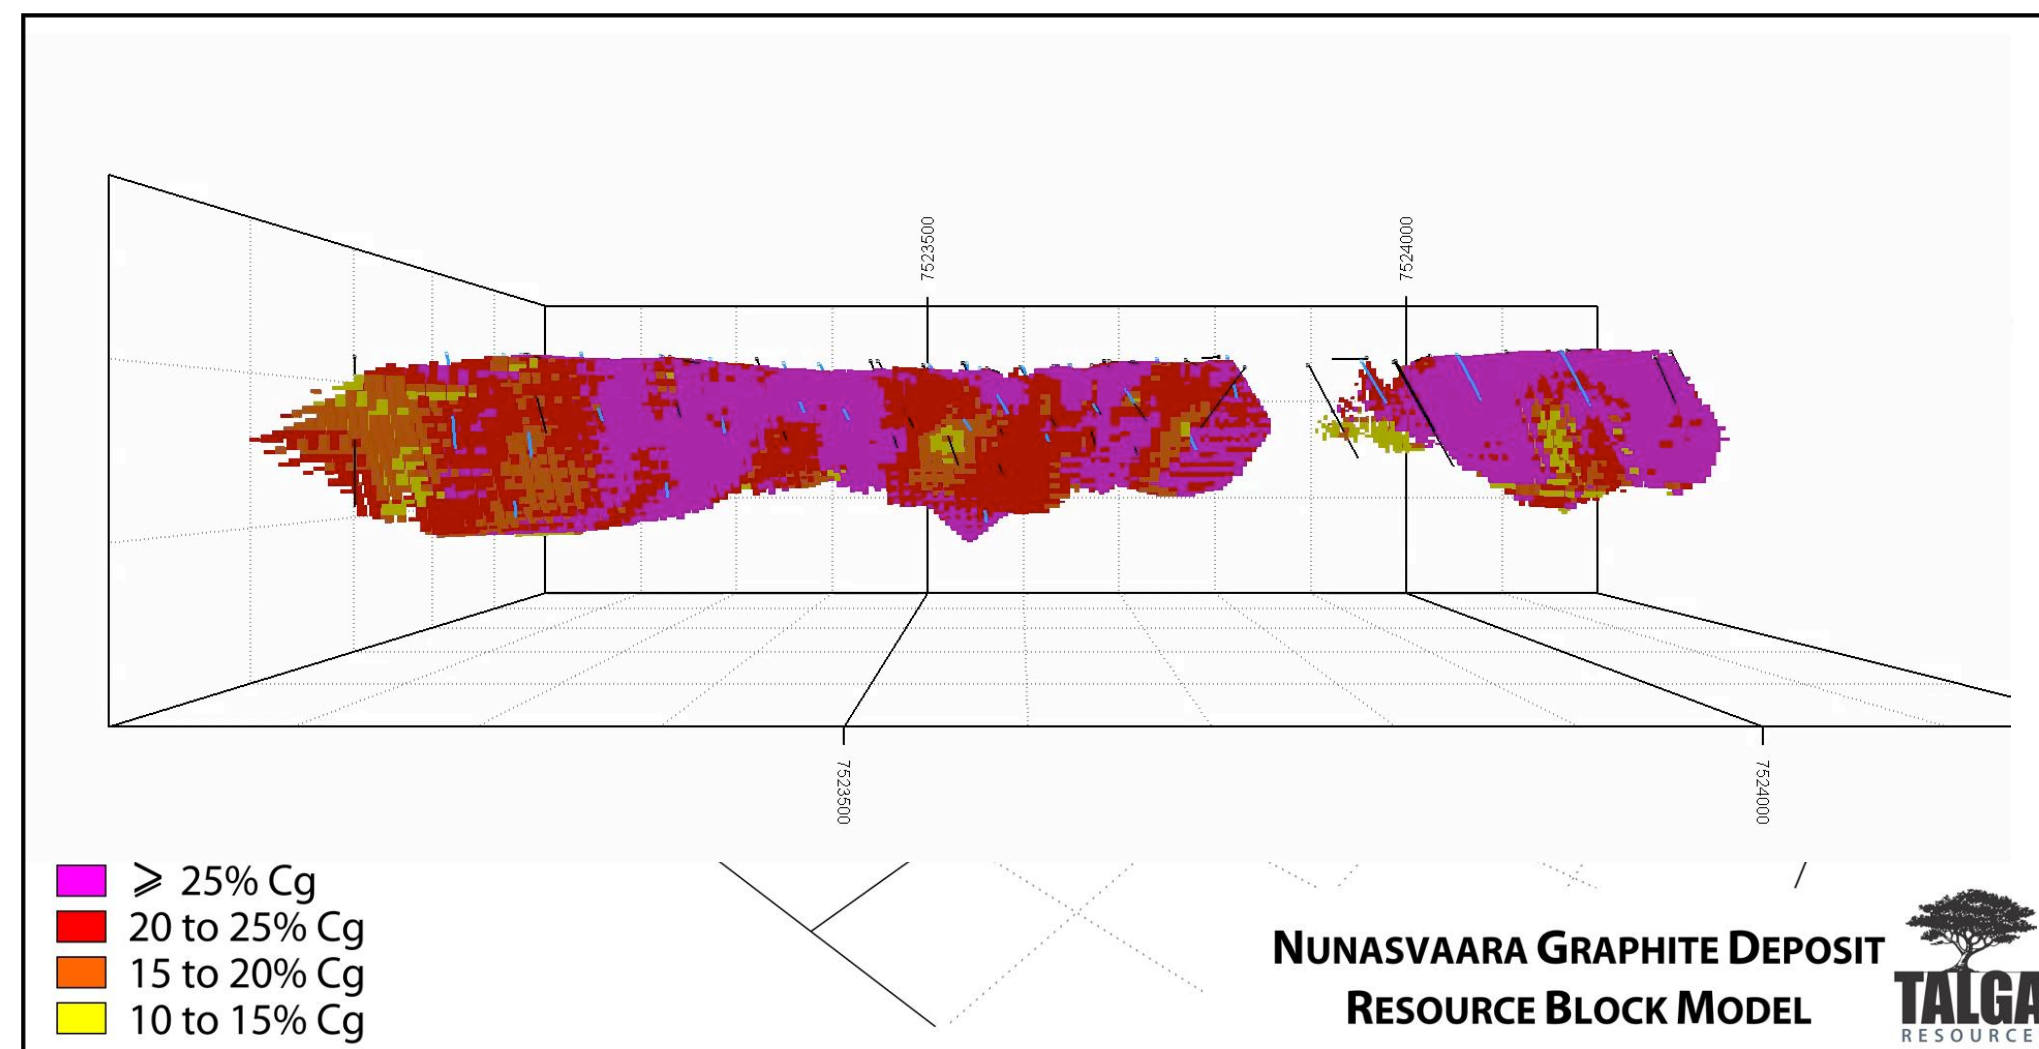 7523500
7524000
7523500
7524000
⩾ 25% Cg
20 to 25% Cg
15 to 20% Cg
10 to 15% Cg
NUNASVAARA GRAPHITE DEPOSIT
RESOURCE BLOCK MODEL
TALGA
RESOURCE